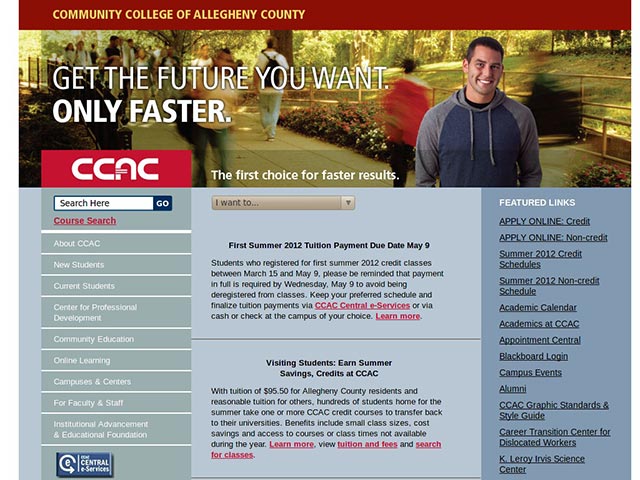 COMMUNITY COLLEGE OF ALLEGHENY COUNTY
GET THE FUTURE YOU WANT.
ONLY FASTER.
CCAC
The first choice for faster results.
Search Here
GO
Course Search
About CCAC
New Students
Current Students
Center for Professional
Development
Community Education
Online Learning
Campuses & Centers
For Faculty & Staff
Institutional Advancement
& Educational Foundation
CCAC
CENTRAL
e-Services
I want to...
First Summer 2012 Tuition Payment Due Date May 9
Students who registered for first summer 2012 credit classes
between March 15 and May 9, please be reminded that payment
in full is required by Wednesday, May 9 to avoid being
deregistered from classes. Keep your preferred schedule and
finalize tuition payments via CCAC Central e-Services or via
cash or check at the campus of your choice. Learn more.
Visiting Students: Earn Summer
Savings, Credits at CCAC
With tuition of $95.50 for Allegheny County residents and
reasonable tuition for others, hundreds of students home for the
summer take one or more CCAC credit courses to transfer back
to their universities. Benefits include small class sizes, cost
savings and access to courses or class times not available
during the year. Learn more, view tuition and fees and search
for classes.
FEATURED LINKS
APPLY ONLINE: Credit
APPLY ONLINE: Non-credit
Summer 2012 Credit
Schedules
Summer 2012 Non-credit
Schedule
Academic Calendar
Academics at CCAC
Appointment Central
Blackboard Login
Campus Events
Alumni
CCAC Graphic Standards &
Style Guide
Career Transition Center for
Dislocated Workers
K. Leroy Irvis Science
Center